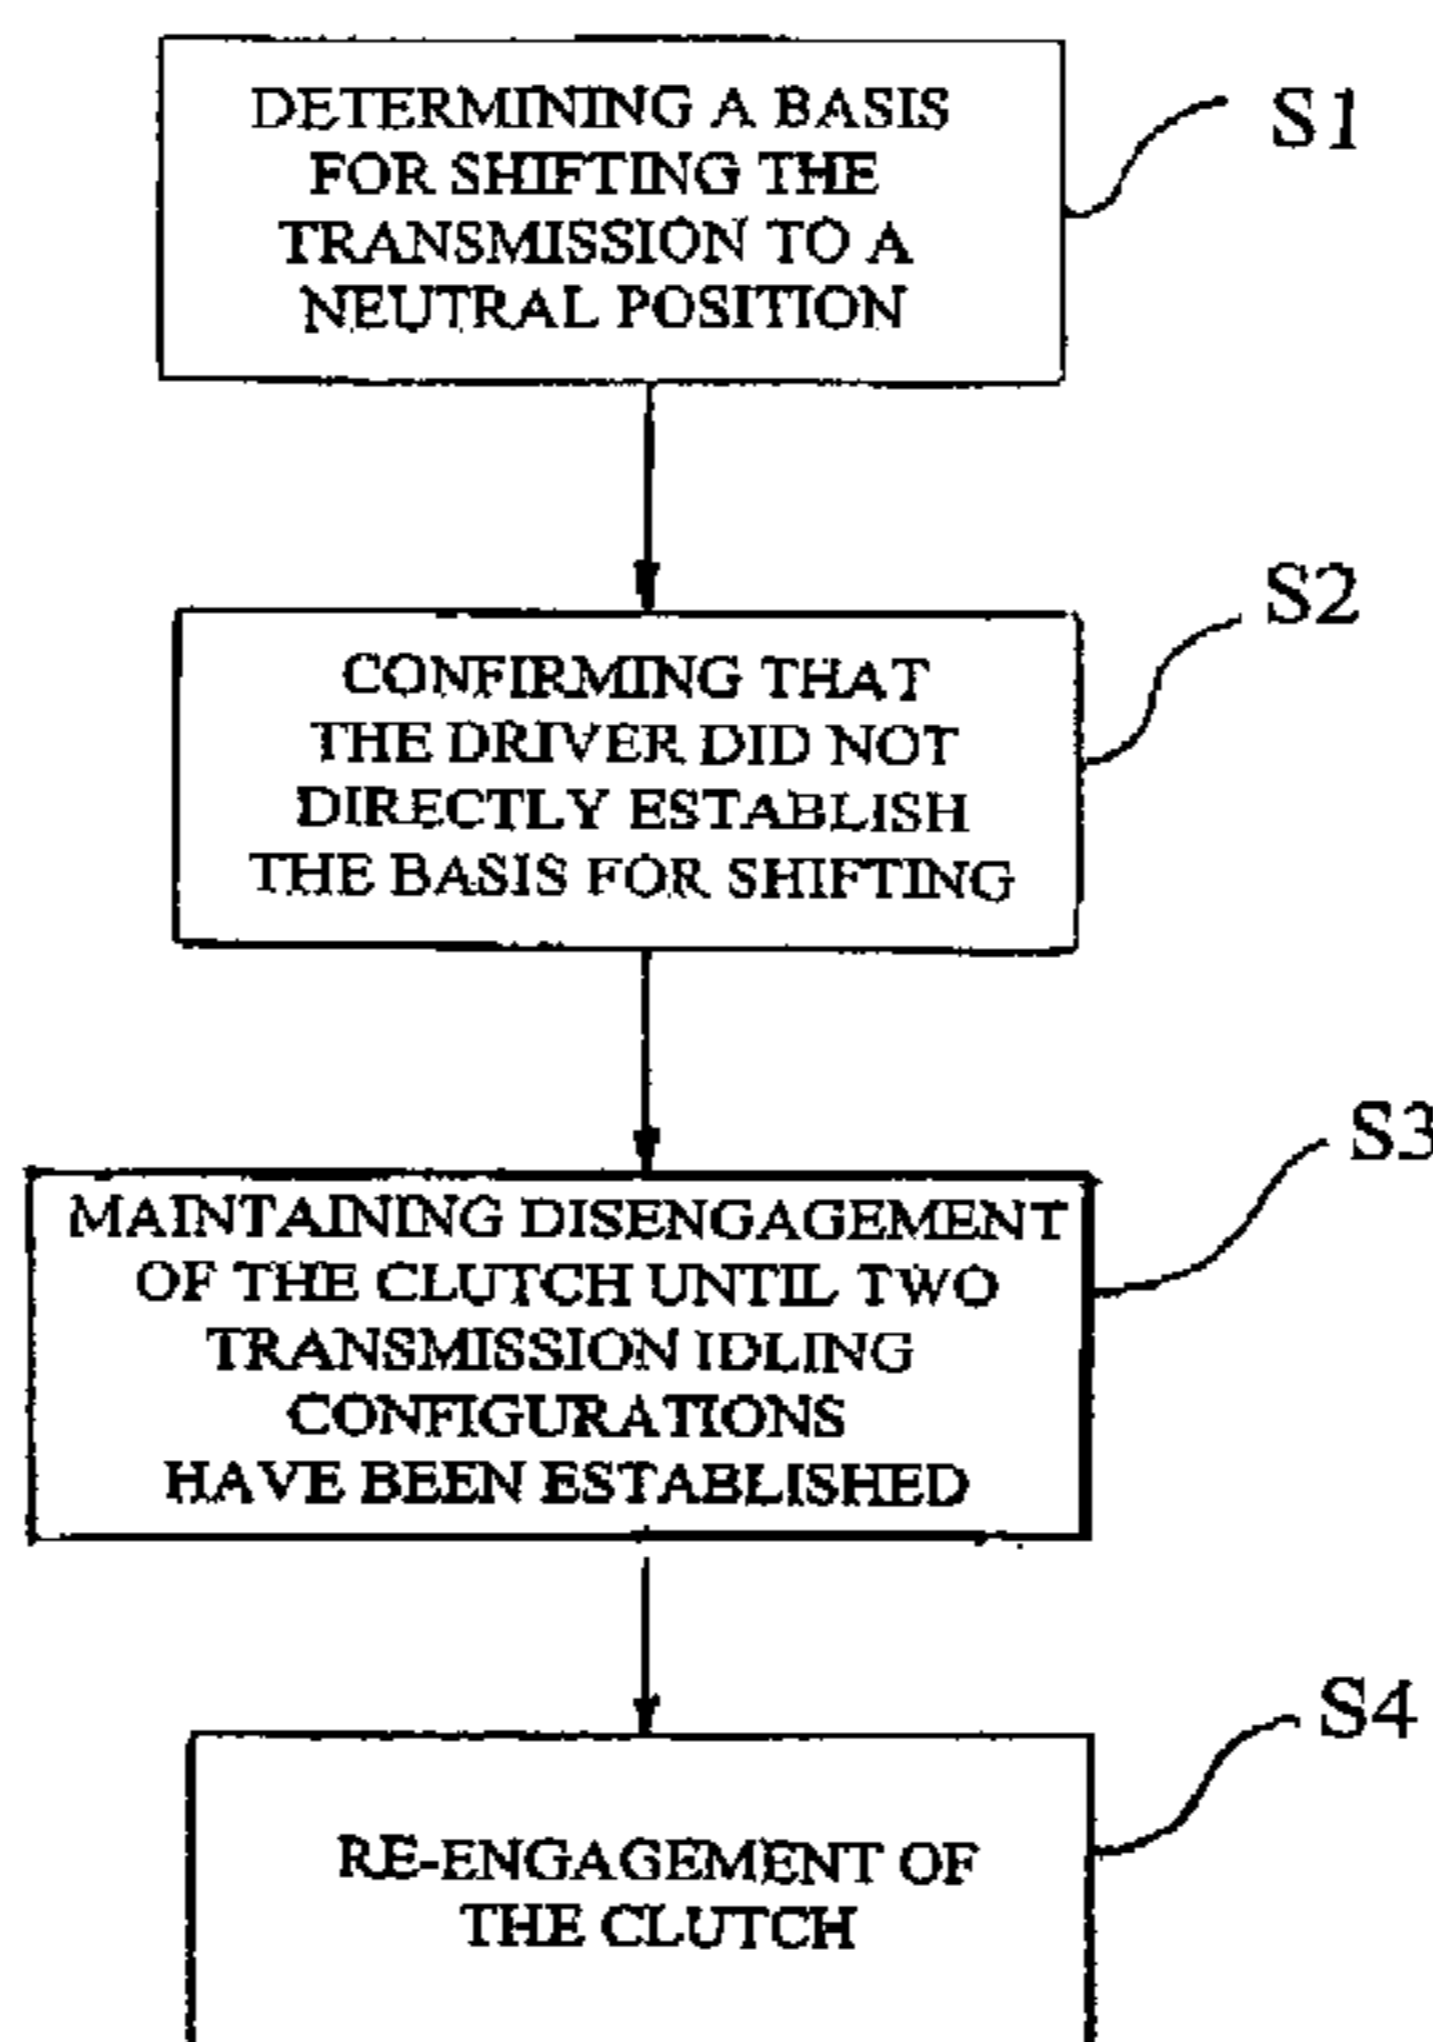 DETERMINING A BASIS
FOR SHIFTING THE
TRANSMISSION TO A
NEUTRAL POSITION
S1
CONFIRMING THAT
THE DRIVER DID NOT
DIRECTLY ESTABLISH
THE BASIS FOR SHIFTING
S2
MAINTAINING DISENGAGEMENT
OF THE CLUTCH UNTIL TWO
TRANSMISSION IDLING
CONFIGURATIONS
HAVE BEEN ESTABLISHED
S3
RE-ENGAGEMENT OF
THE CLUTCH
S4